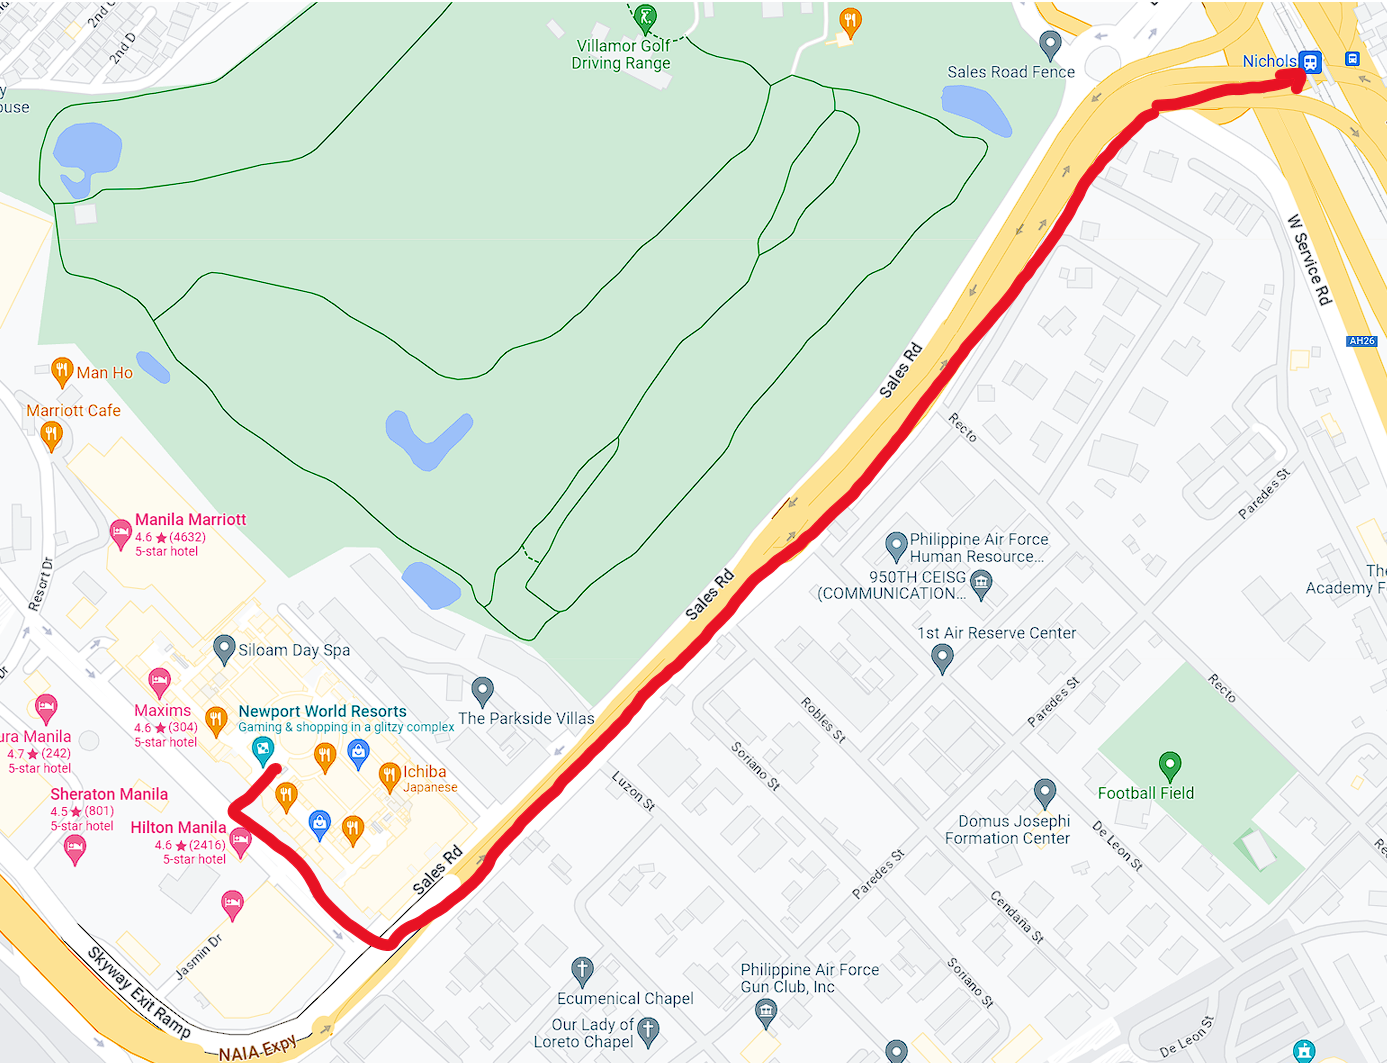 2nd
2nd D
Villamor Golf
Driving Range
Sales Road Fence
Nichols
W Service Rd
AH26
Man Ho
Marriott Cafe
Sales Rd
Recto
Paredes St
Manila Marriott
4.6 ★ (4632)
5-star hotel
Resort Dr
Philippine Air Force
Human Resource...
950TH CEISG
(COMMUNICATION...
Sales Rd
The
Academy F
1st Air Reserve Center
Siloam Day Spa
Maxims
4.6 ★ (304)
5-star hotel
Newport World Resorts
Gaming & shopping in a glitzy complex
The Parkside Villas
Paredes St
Recto
Robles St
Soriano St
ura Manila
4.7 ★ (242)
5-star hotel
Ichiba
Japanese
Luzon St
Football Field
Sheraton Manila
4.5 ★ (801)
5-star hotel
Hilton Manila
4.6 ★ (2416)
5-star hotel
Domus Josephi
Formation Center
De Leon St
Sales Rd
Paredes St
Cendaña St
Jasmin Dr
Skyway Exit Ramp
NAIA-Expy
Ecumenical Chapel
Our Lady of
Loreto Chapel
Philippine Air Force
Gun Club, Inc
Soriano St
De Leon St